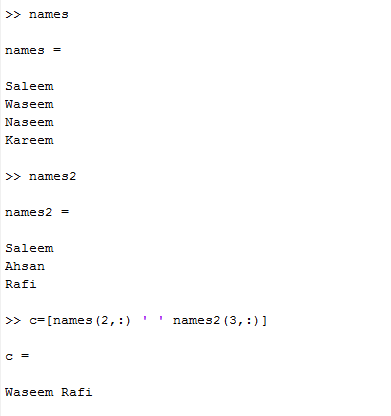 >> names
names =
Saleem
Waseem
Naseem
Kareem
>> names2
names2 =
Saleem
Ahsan
Rafi
>> c=[names(2,:) ' ' names2(3,:)]
c =
Waseem Rafi